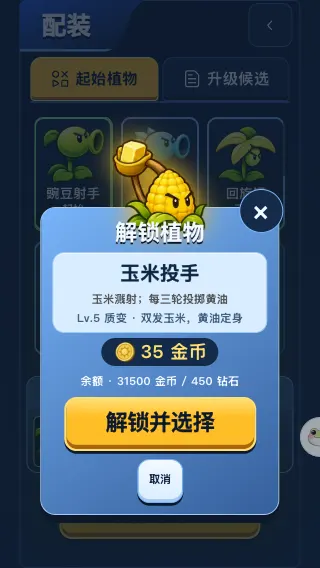 配装
起始植物
升级候选
豌豆射手
解锁植物
玉米投手
玉米溅射；每三轮投掷黄油
Lv.5 质变 · 双发玉米，黄油定身
35 金币
余额 · 31500 金币 / 450 钻石
解锁并选择
取消